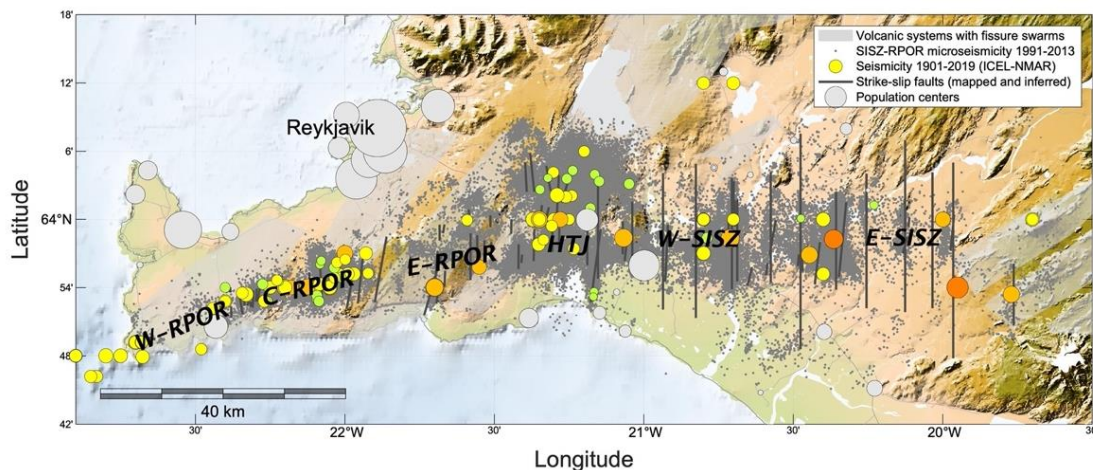 18'
12'
6'
64°N
54'
48'
42'
Latitude
Reykjavik
Volcanic systems with fissure swarms
SISZ-RPOR microseismicity 1991-2013
Seismicity 1901-2019 (ICEL-NMAR)
Strike-slip faults (mapped and inferred)
Population centers
W-RPOR
C-RPOR
E-RPOR
HTJ
W-SISZ
E-SISZ
40 km
30'
22°W
30'
21°W
30'
20°W
30'
Longitude